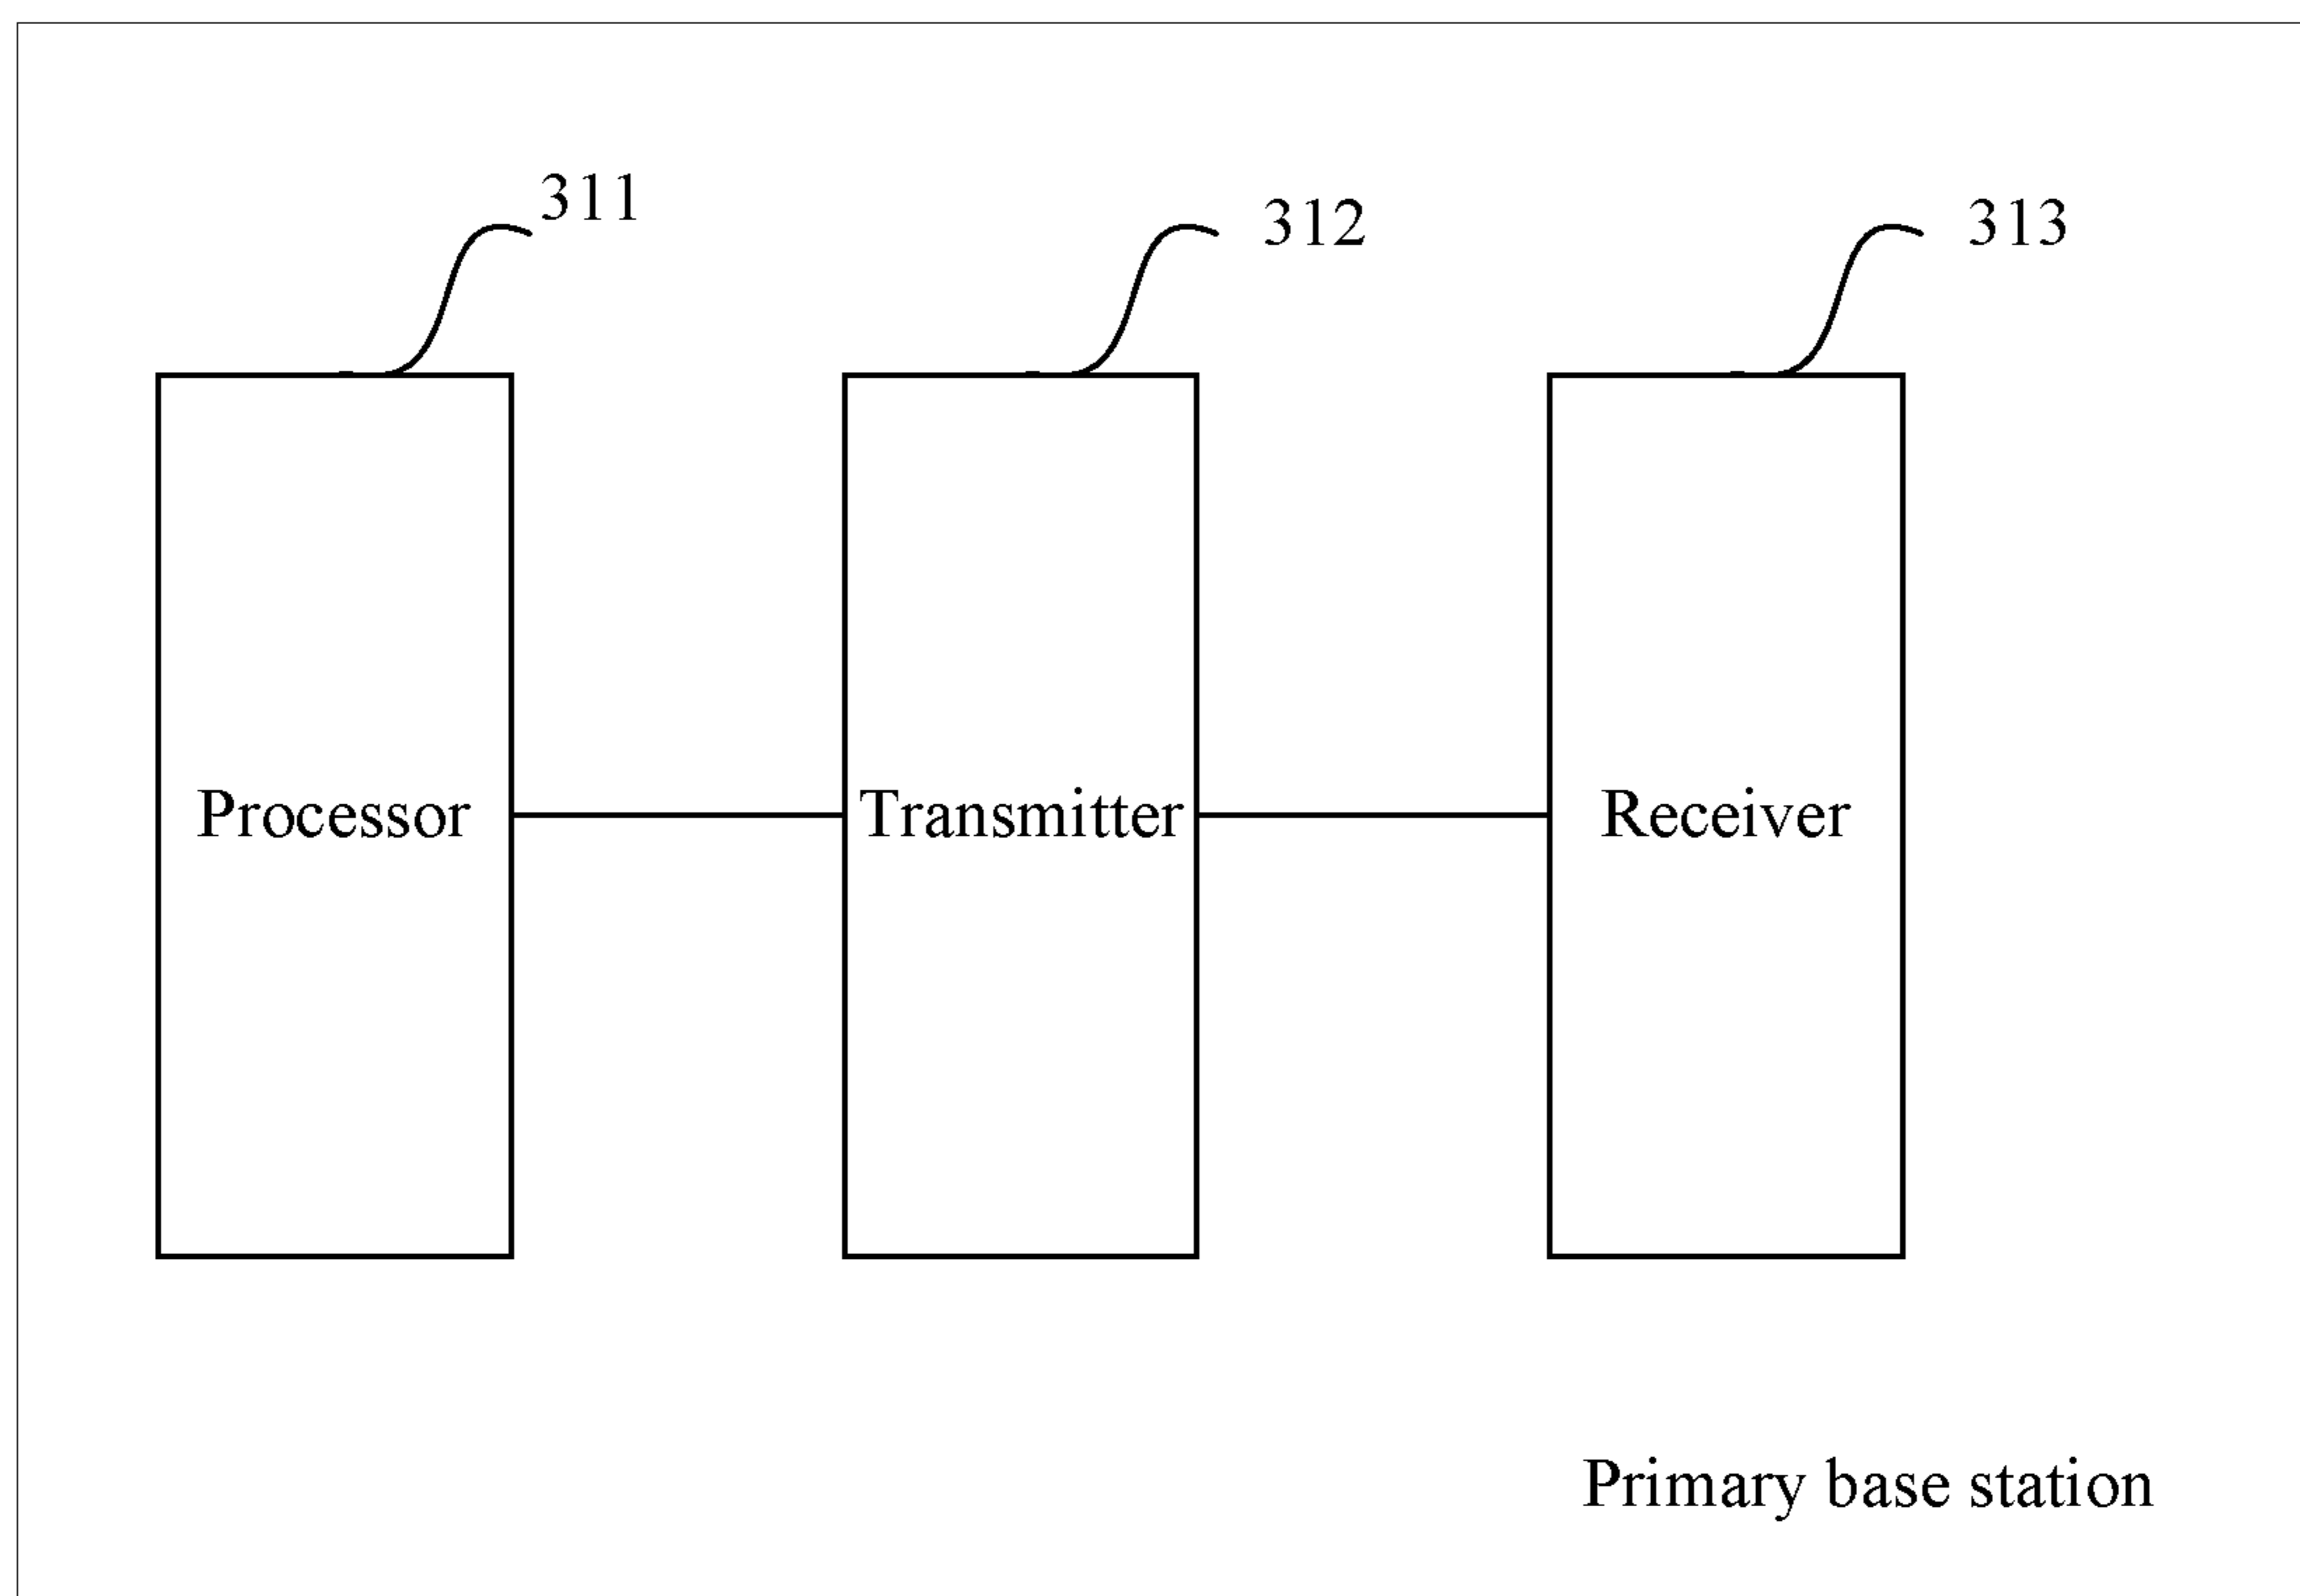 311
312
313
Processor
Transmitter
Receiver
Primary base station